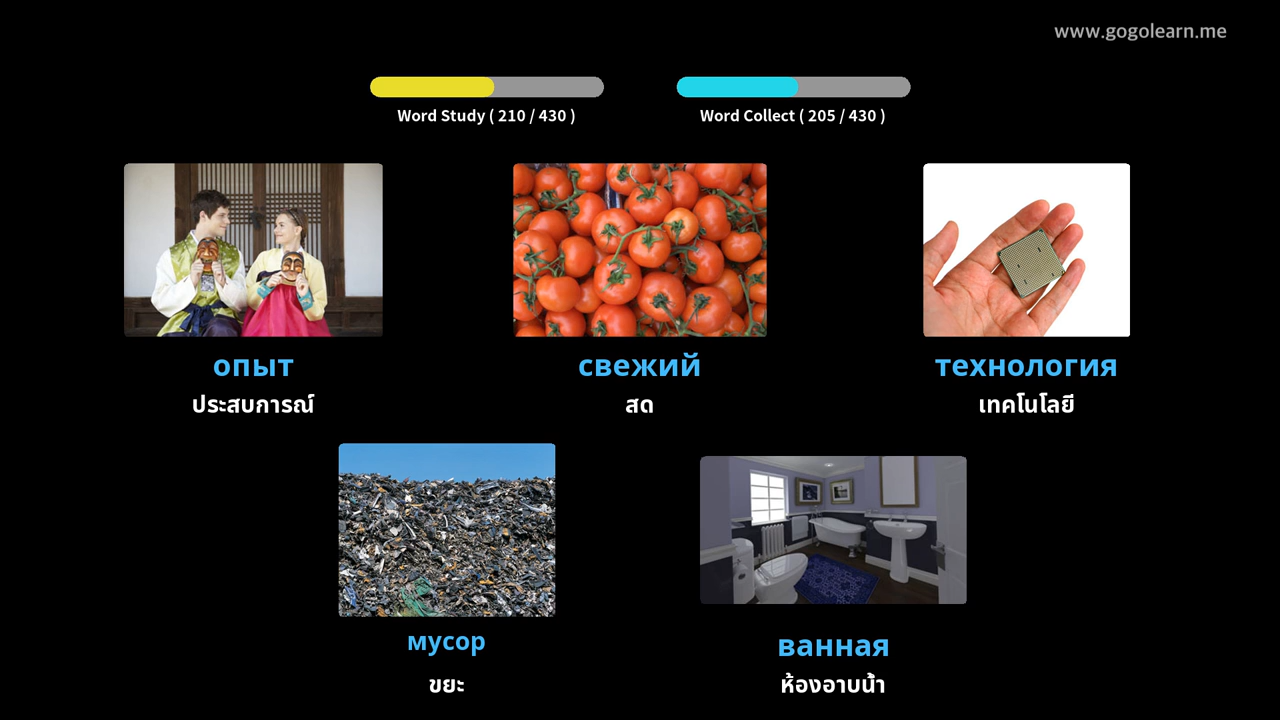 www.gogolearn.me
Word Study ( 210 / 430 )
Word Collect ( 205 / 430 )
опыт
свежий
технология
ประสบการณ์
สด
เทคโนโลยี
мусор
ванная
ขยะ
ห้องอาบน้ำ